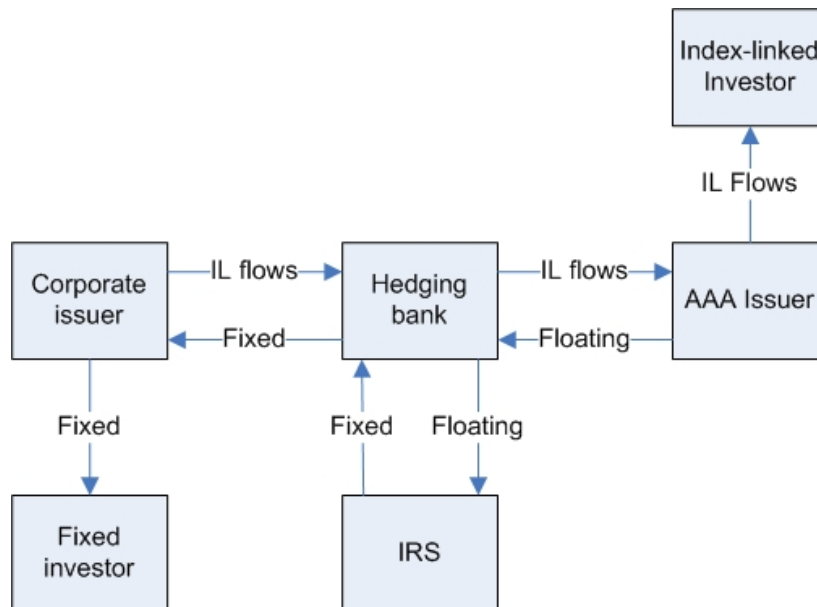 Index-linked
Investor
IL Flows
Corporate
issuer
IL flows
Hedging
bank
IL flows
AAA Issuer
Fixed
Floating
Fixed
Fixed
Floating
Fixed
investor
IRS